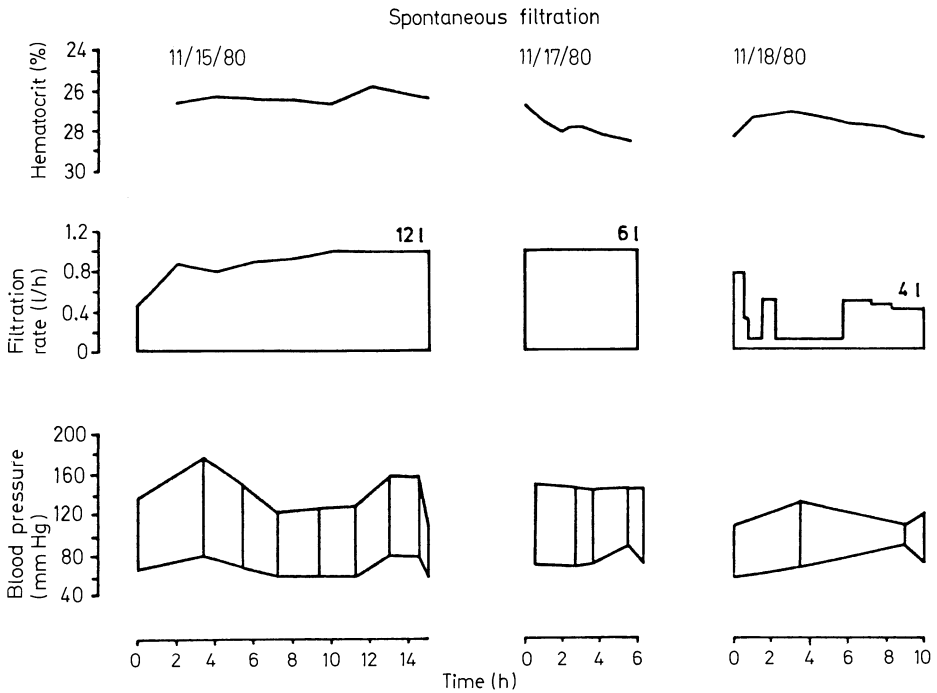 Spontaneous filtration
11/15/80
11/17/80
11/18/80
Hematocrit (%)
24
26
28
30
Filtration
rate (l/h)
1.2
0.8
0.4
0
12 l
6 l
4 l
Blood pressure
(mm Hg)
200
160
120
80
40
0 2 4 6 8 10 12 14
0 2 4 6
0 2 4 6 8 10
Time (h)